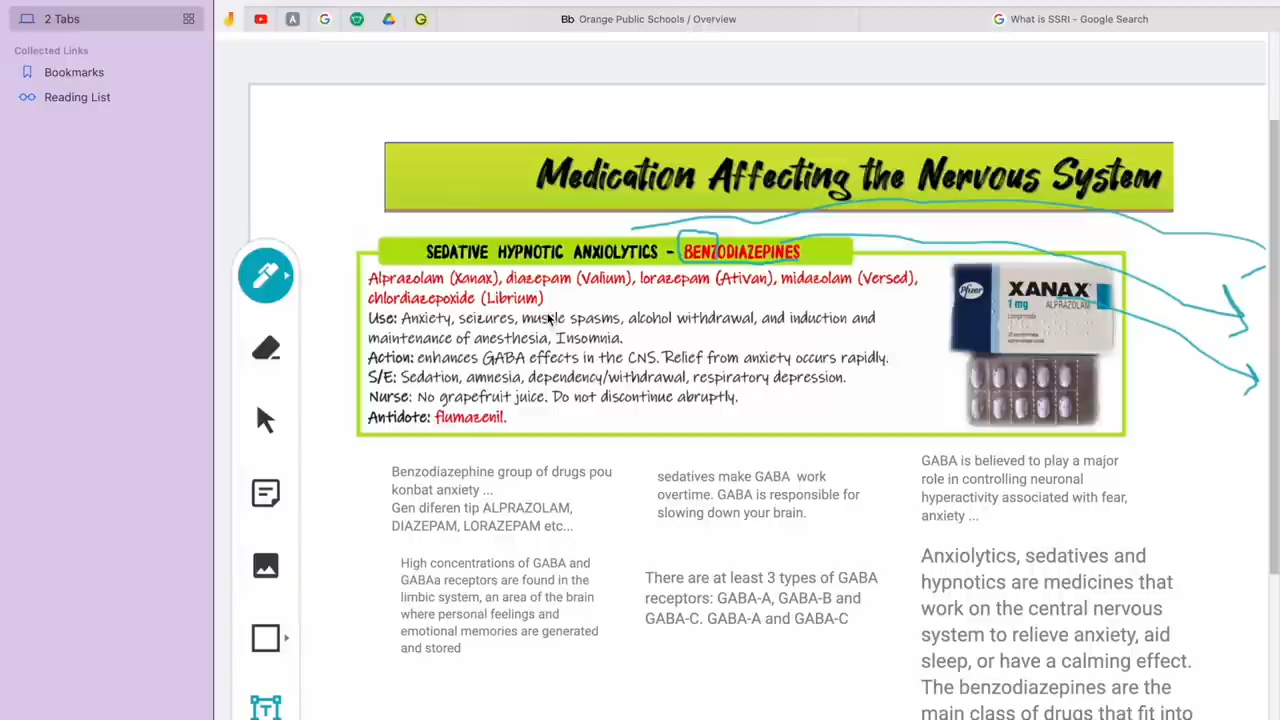 2 Tabs
Collected Links
Bookmarks
Reading List
Bb Orange Public Schools / Overview
What is SSRI - Google Search
Medication Affecting the Nervous System
SEDATIVE HYPNOTIC ANXIOLYTICS - BENZODIAZEPINES
Alprazolam (Xanax), diazepam (Valium), lorazepam (Ativan), midazolam (Versed),
chlordiazepoxide (Librium)
Use: Anxiety, seizures, muscle spasms, alcohol withdrawal, and induction and
maintenance of anesthesia, Insomnia.
Action: enhances GABA effects in the CNS. Relief from anxiety occurs rapidly.
S/E: Sedation, amnesia, dependency/withdrawal, respiratory depression.
Nurse: No grapefruit juice. Do not discontinue abruptly.
Antidote: flumazenil.
Pfizer
XANAX
1 mg ALPRAZOLAM
Benzodiazephine group of drugs pou
konbat anxiety ...
Gen diferen tip ALPRAZOLAM,
DIAZEPAM, LORAZEPAM etc...
sedatives make GABA work
overtime. GABA is responsible for
slowing down your brain.
GABA is believed to play a major
role in controlling neuronal
hyperactivity associated with fear,
anxiety ...
High concentrations of GABA and
GABAa receptors are found in the
limbic system, an area of the brain
where personal feelings and
emotional memories are generated
and stored
There are at least 3 types of GABA
receptors: GABA-A, GABA-B and
GABA-C. GABA-A and GABA-C
Anxiolytics, sedatives and
hypnotics are medicines that
work on the central nervous
system to relieve anxiety, aid
sleep, or have a calming effect.
The benzodiazepines are the
main class of drugs that fit into